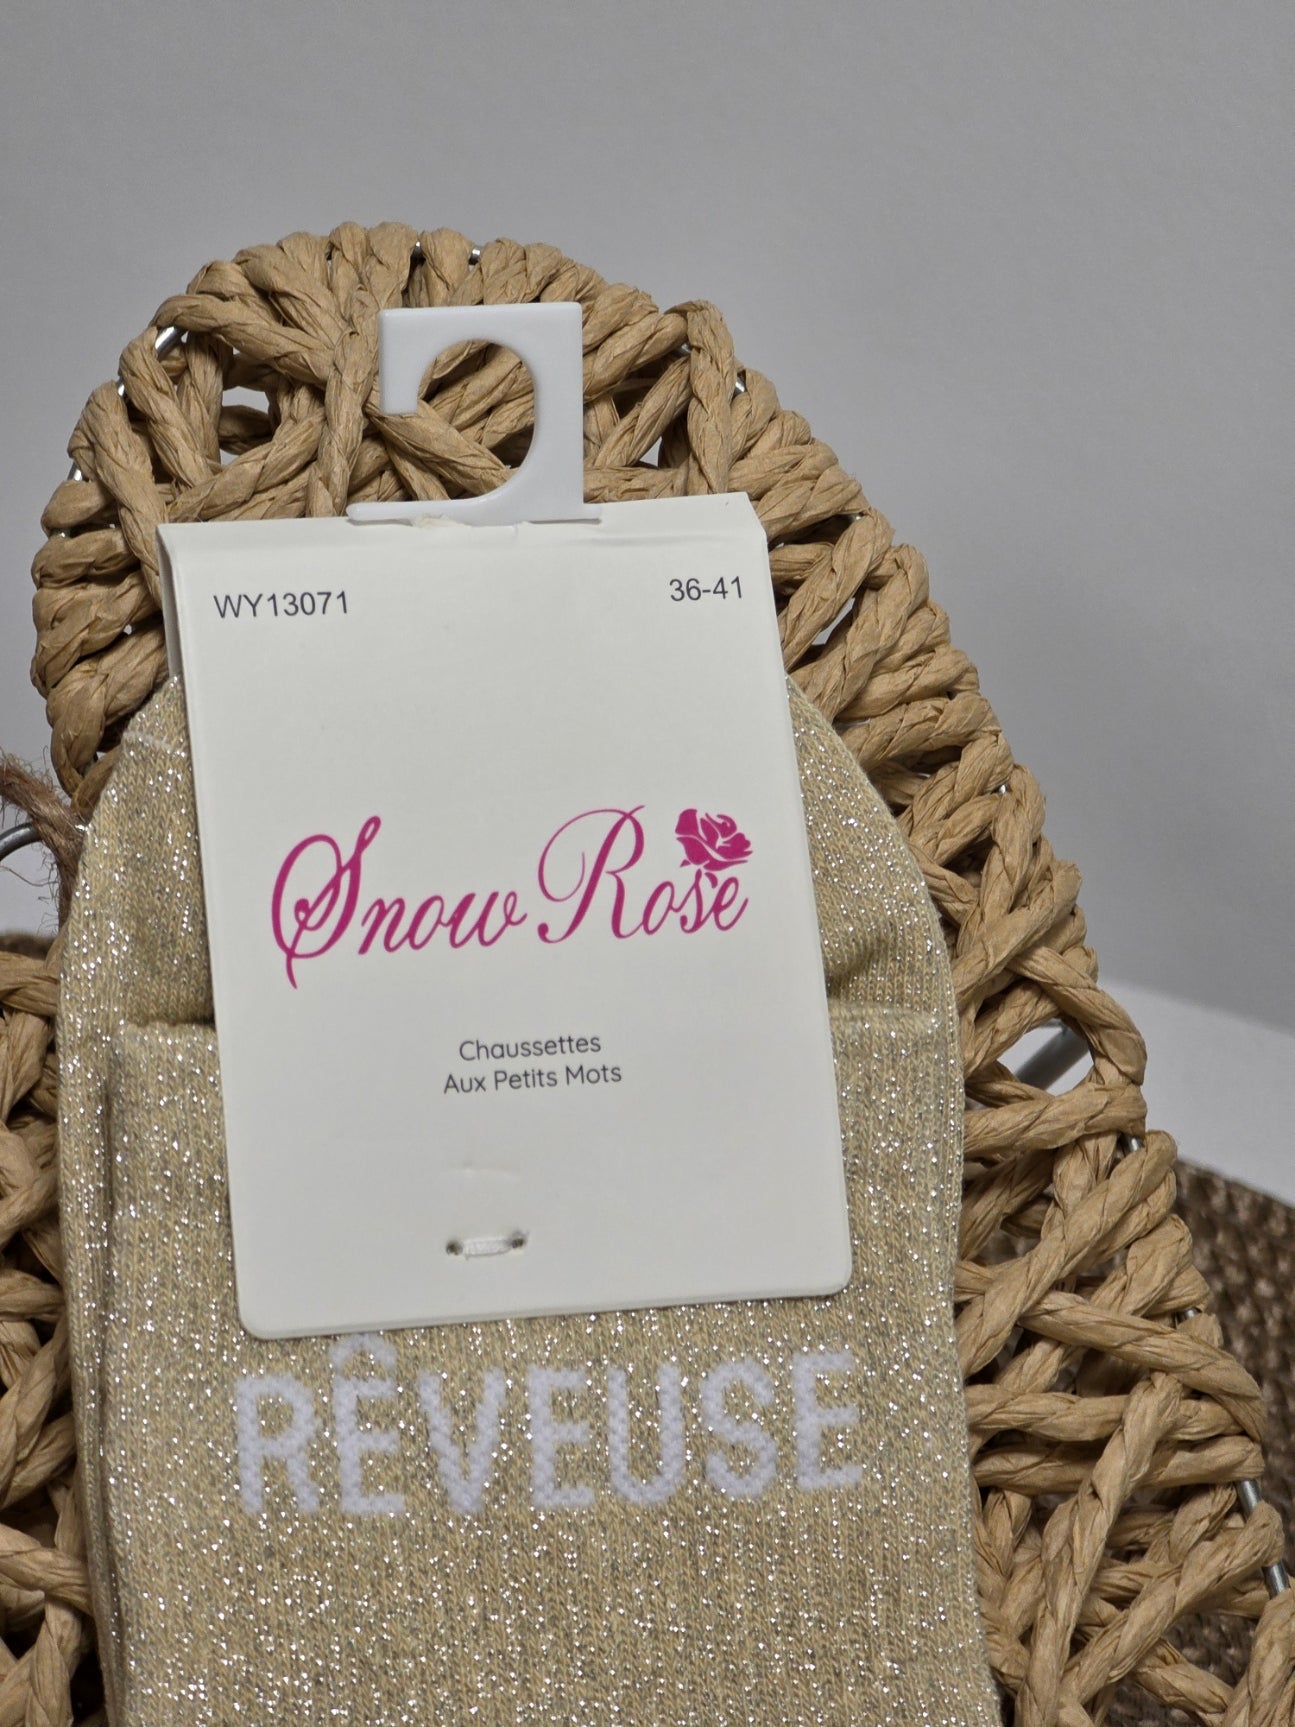 WY13071 36-41
Snow Rose
Chaussettes
Aux Petits Mots
RÊVEUSE